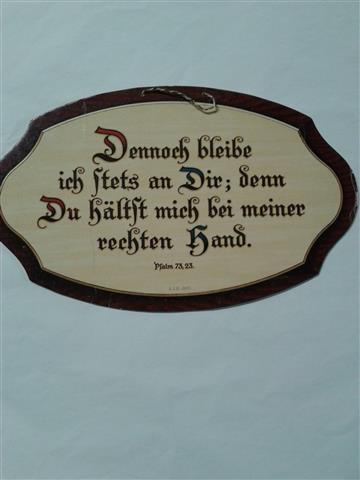 Dennoch bleibe
ich stets an Dir; denn
Du hältst mich bei meiner
rechten Hand.
Psalm 73, 23.